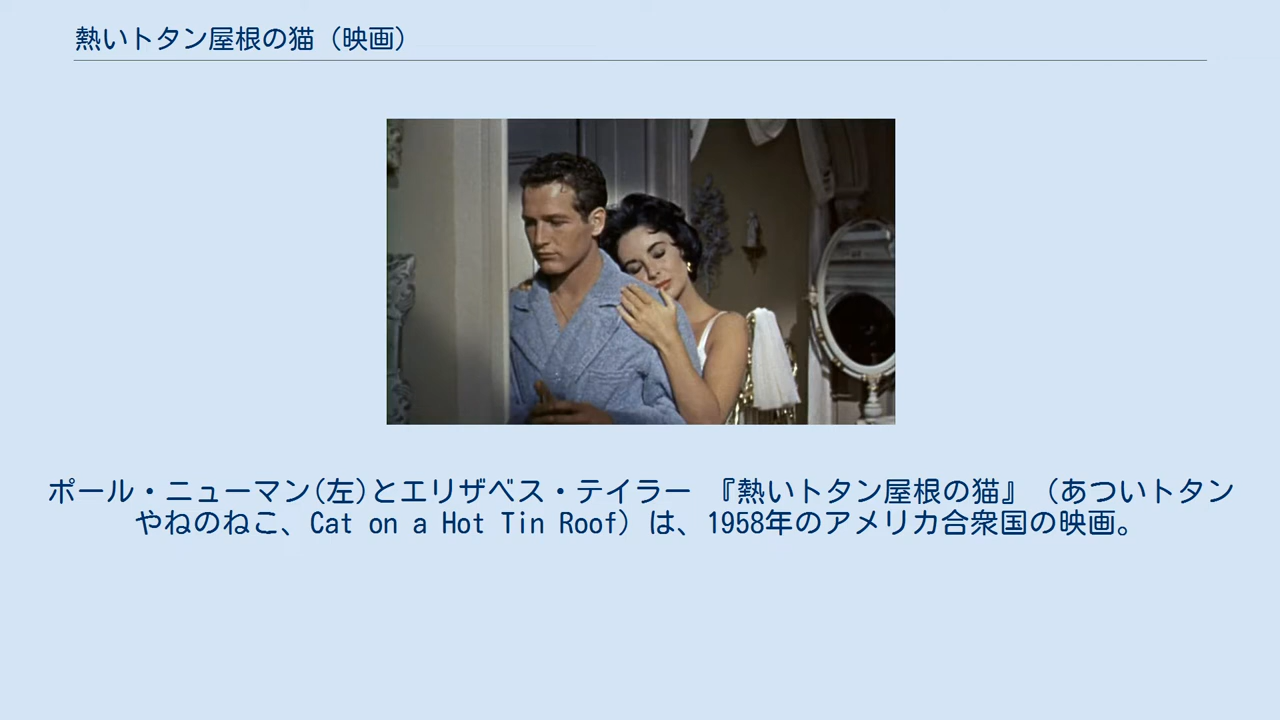 熱いトタン屋根の猫（映画）
ポール・ニューマン(左)とエリザベス・テイラー 『熱いトタン屋根の猫』（あついトタン
やねのねこ、Cat on a Hot Tin Roof）は、1958年のアメリカ合衆国の映画。